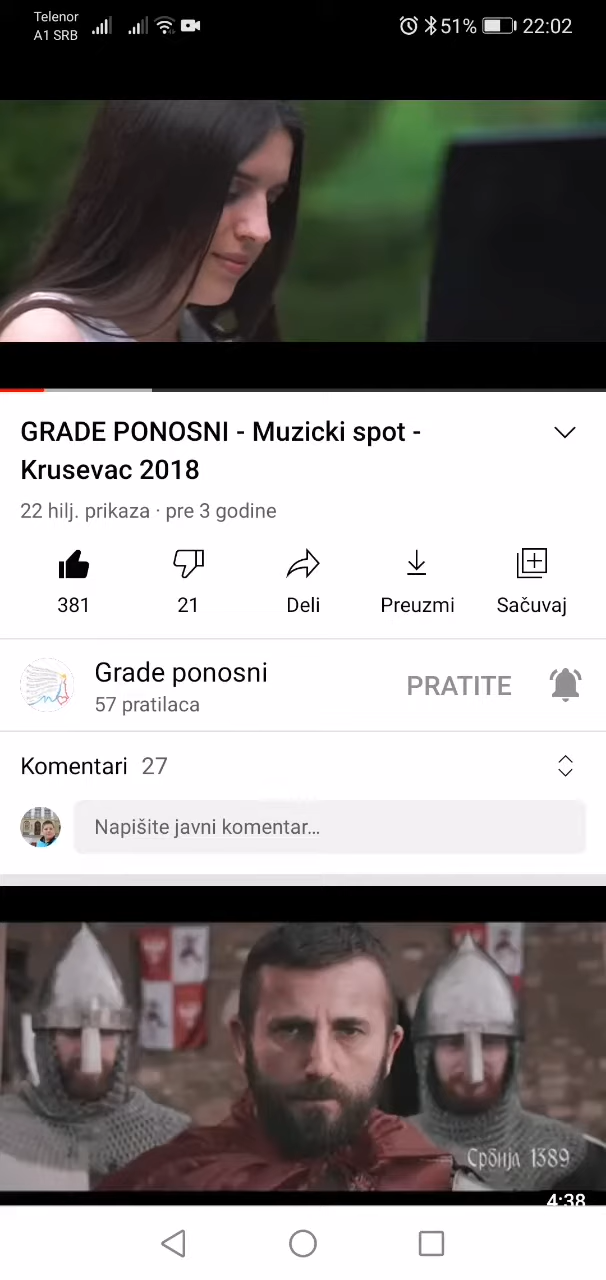 Telenor
A1 SRB
51% 22:02
GRADE PONOSNI - Muzicki spot -
Krusevac 2018
22 hilj. prikaza · pre 3 godine
381 21 Deli Preuzmi Sačuvaj
Grade ponosni
57 pratilaca
PRATITE
Komentari 27
Napišite javni komentar...
Србија 1389
4:38